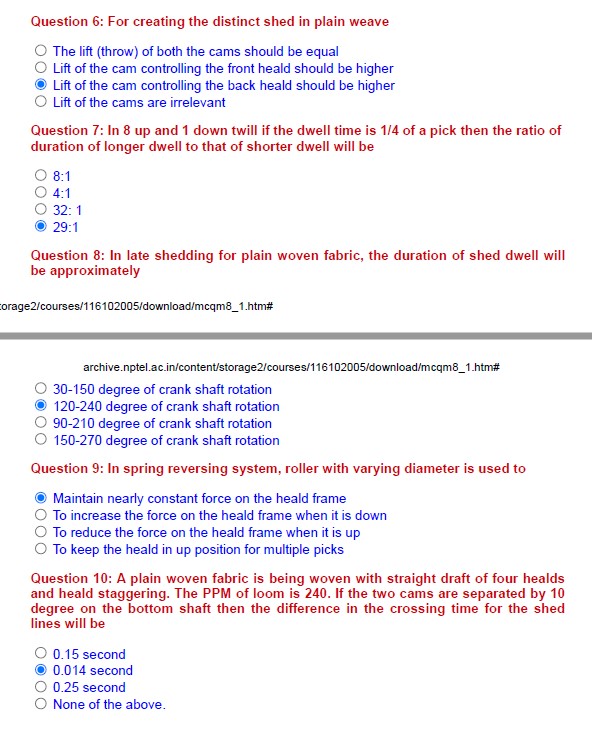 Question 6: For creating the distinct shed in plain weave
The lift (throw) of both the cams should be equal
Lift of the cam controlling the front heald should be higher
Lift of the cam controlling the back heald should be higher
Lift of the cams are irrelevant
Question 7: In 8 up and 1 down twill if the dwell time is 1/4 of a pick then the ratio of
duration of longer dwell to that of shorter dwell will be
8:1
4:1
32: 1
29:1
Question 8: In late shedding for plain woven fabric, the duration of shed dwell will
be approximately
orage2/courses/116102005/download/mcqm8_1.htm#
archive.nptel.ac.in/content/storage2/courses/116102005/download/mcqm8_1.htm#
30-150 degree of crank shaft rotation
120-240 degree of crank shaft rotation
90-210 degree of crank shaft rotation
150-270 degree of crank shaft rotation
Question 9: In spring reversing system, roller with varying diameter is used to
Maintain nearly constant force on the heald frame
To increase the force on the heald frame when it is down
To reduce the force on the heald frame when it is up
To keep the heald in up position for multiple picks
Question 10: A plain woven fabric is being woven with straight draft of four healds
and heald staggering. The PPM of loom is 240. If the two cams are separated by 10
degree on the bottom shaft then the difference in the crossing time for the shed
lines will be
0.15 second
0.014 second
0.25 second
None of the above.